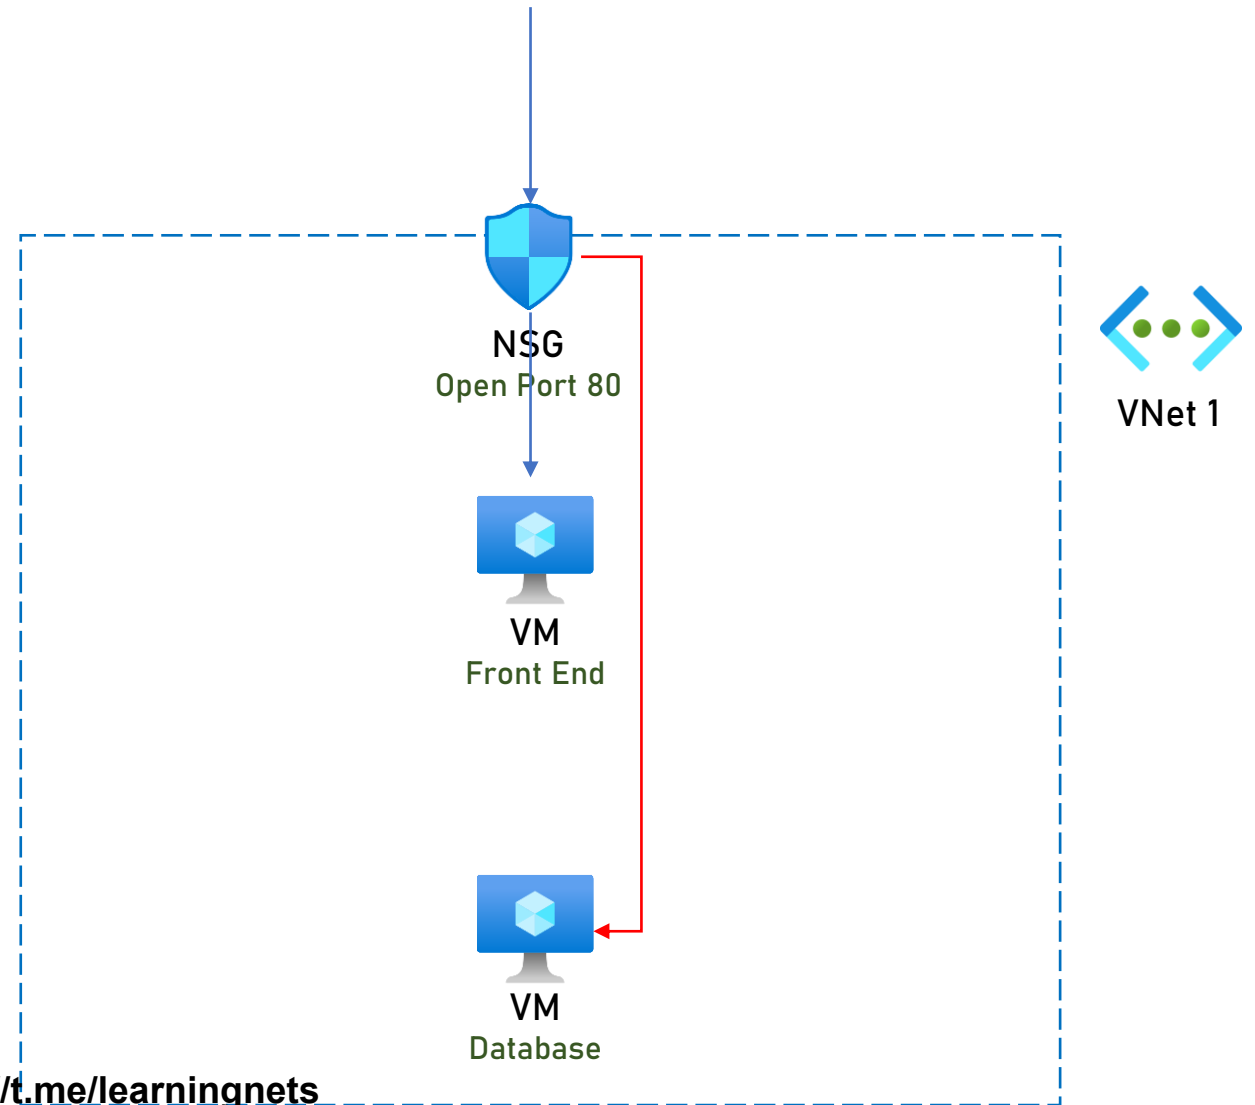 NSG
Open Port 80
VNet 1
VM
Front End
VM
Database
/t.me/learningnets